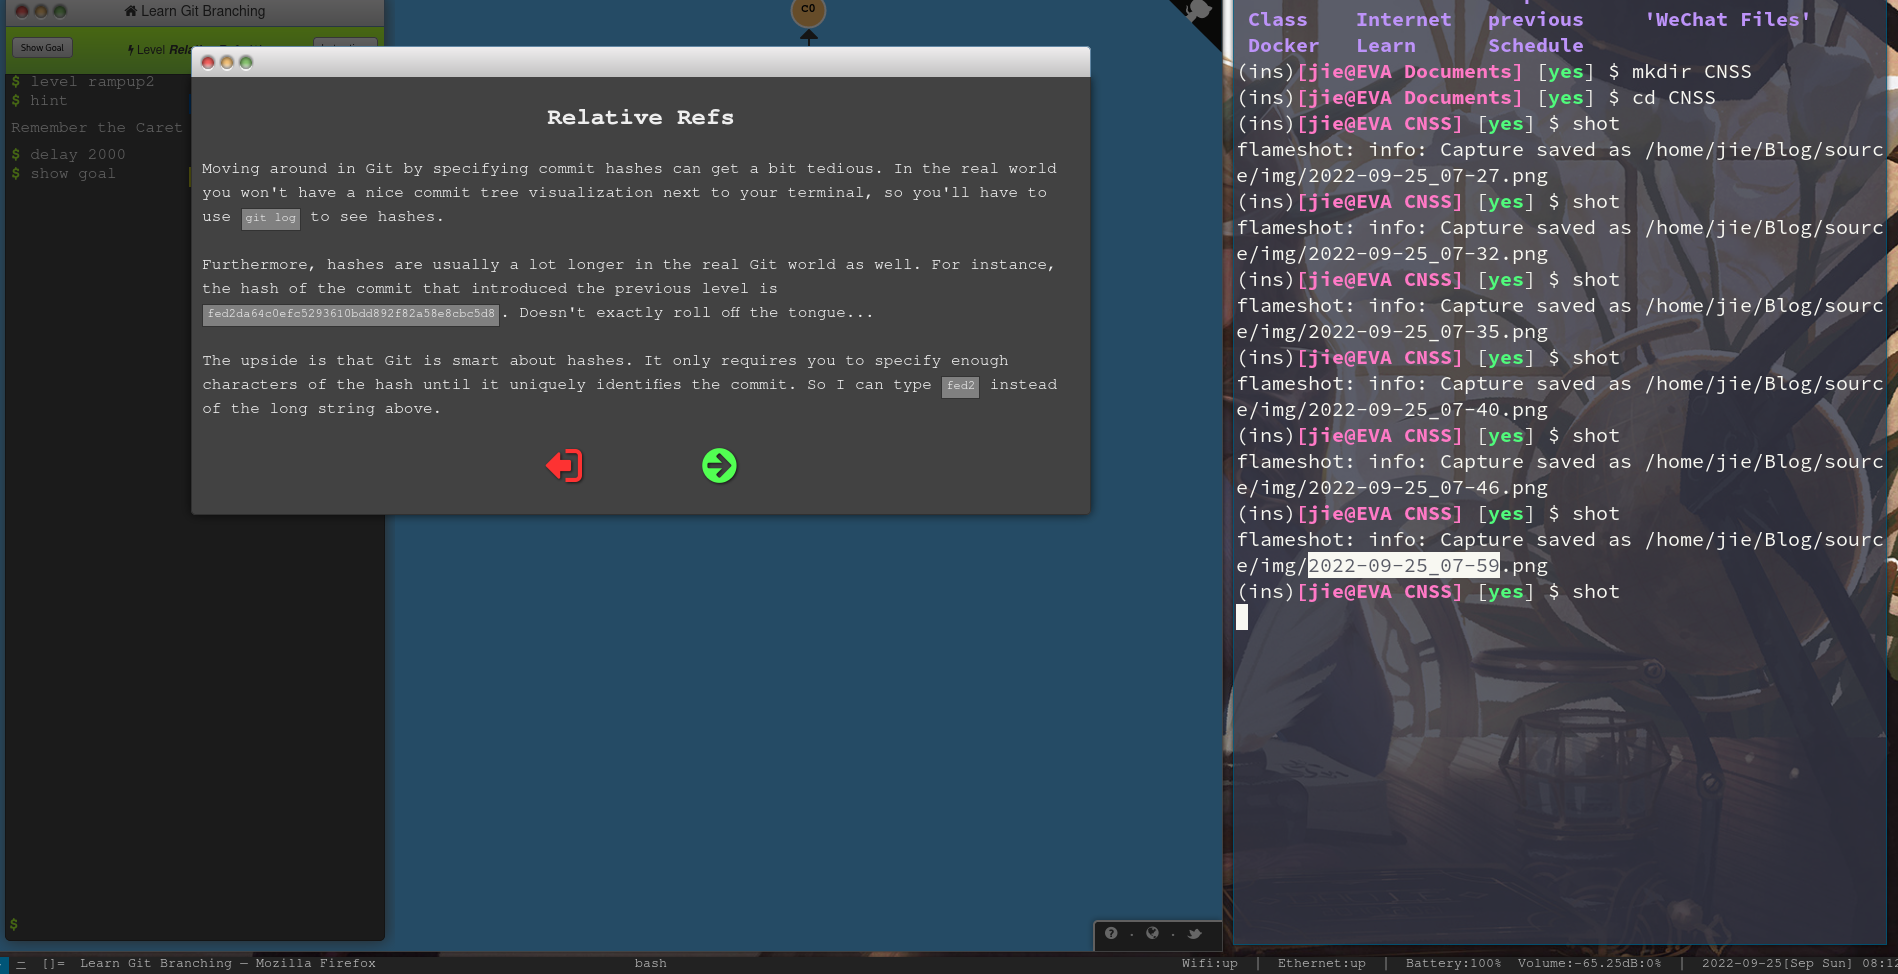 Learn Git Branching
Show Goal
Level
$ level rampup2
$ hint
Remember the Caret
$ delay 2000
$ show goal
$
C0
Relative Refs
Moving around in Git by specifying commit hashes can get a bit tedious. In the real world
you won't have a nice commit tree visualization next to your terminal, so you'll have to
use git log to see hashes.
Furthermore, hashes are usually a lot longer in the real Git world as well. For instance,
the hash of the commit that introduced the previous level is
fed2da64c0efc5293610bdd892f82a58e8cbc5d8. Doesn't exactly roll off the tongue...
The upside is that Git is smart about hashes. It only requires you to specify enough
characters of the hash until it uniquely identifies the commit. So I can type fed2 instead
of the long string above.
Class Internet previous 'WeChat Files'
Docker Learn Schedule
(ins)[jie@EVA Documents] [yes] $ mkdir CNSS
(ins)[jie@EVA Documents] [yes] $ cd CNSS
(ins)[jie@EVA CNSS] [yes] $ shot
flameshot: info: Capture saved as /home/jie/Blog/sourc
e/img/2022-09-25_07-27.png
(ins)[jie@EVA CNSS] [yes] $ shot
flameshot: info: Capture saved as /home/jie/Blog/sourc
e/img/2022-09-25_07-32.png
(ins)[jie@EVA CNSS] [yes] $ shot
flameshot: info: Capture saved as /home/jie/Blog/sourc
e/img/2022-09-25_07-35.png
(ins)[jie@EVA CNSS] [yes] $ shot
flameshot: info: Capture saved as /home/jie/Blog/sourc
e/img/2022-09-25_07-40.png
(ins)[jie@EVA CNSS] [yes] $ shot
flameshot: info: Capture saved as /home/jie/Blog/sourc
e/img/2022-09-25_07-46.png
(ins)[jie@EVA CNSS] [yes] $ shot
flameshot: info: Capture saved as /home/jie/Blog/sourc
e/img/2022-09-25_07-59.png
(ins)[jie@EVA CNSS] [yes] $ shot
二 []= Learn Git Branching — Mozilla Firefox bash Wifi:up | Ethernet:up | Battery:100% Volume:-65.25dB:0% | 2022-09-25[Sep Sun] 08:1